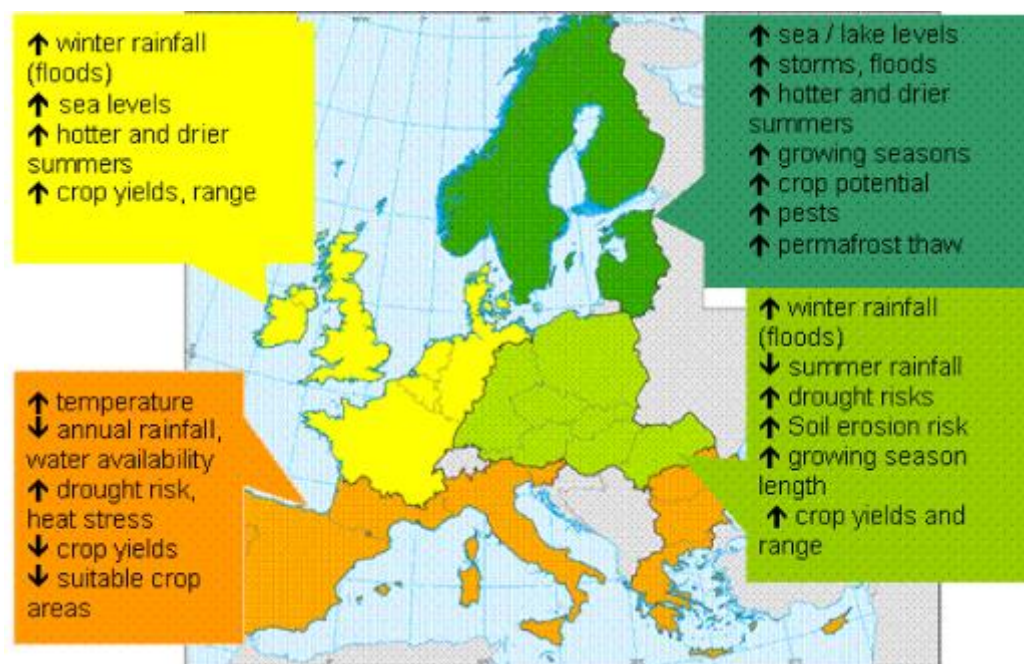 ↑ winter rainfall
(floods)
↑ sea levels
↑ hotter and drier
summers
↑ crop yields, range
↑ sea / lake levels
↑ storms, floods
↑ hotter and drier
summers
↑ growing seasons
↑ crop potential
↑ pests
↑ permafrost thaw
↑ temperature
↓ annual rainfall,
water availability
↑ drought risk,
heat stress
↓ crop yields
↓ suitable crop
areas
↑ winter rainfall
(floods)
↓ summer rainfall
↑ drought risks
↑ Soil erosion risk
↑ growing season
length
↑ crop yields and
range